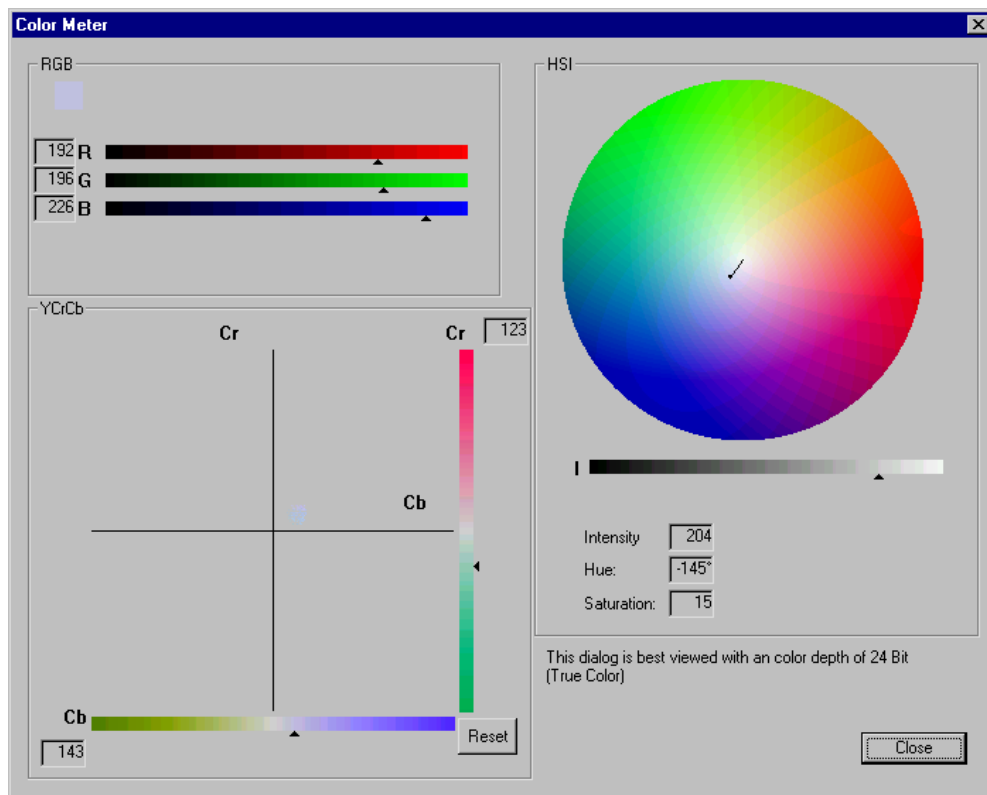 Color Meter
RGB
192 R
196 G
226 B
YCrCb
Cr
Cr 123
Cb
Cb
143
Reset
HSI
I
Intensity 204
Hue: -145°
Saturation: 15
This dialog is best viewed with an color depth of 24 Bit
(True Color)
Close